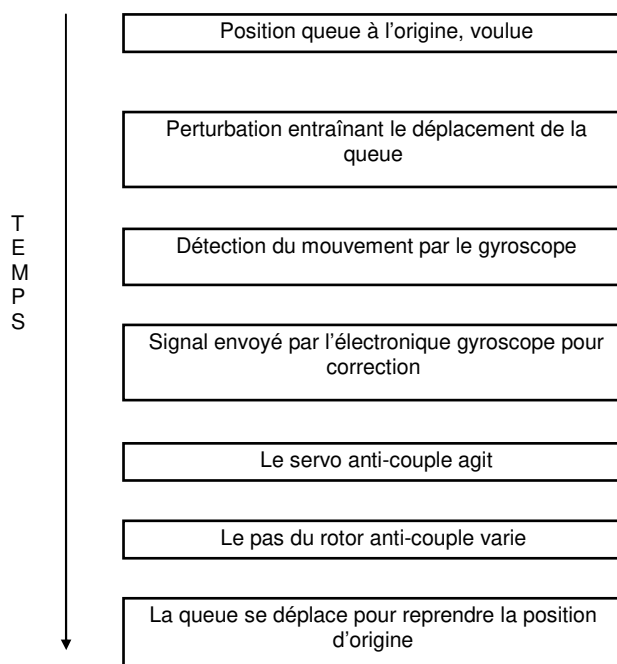 Position queue à l'origine, voulue
Perturbation entraînant le déplacement de la
queue
T
E
M
P
S
Détection du mouvement par le gyroscope
Signal envoyé par l'électronique gyroscope pour
correction
Le servo anti-couple agit
Le pas du rotor anti-couple varie
La queue se déplace pour reprendre la position
d'origine